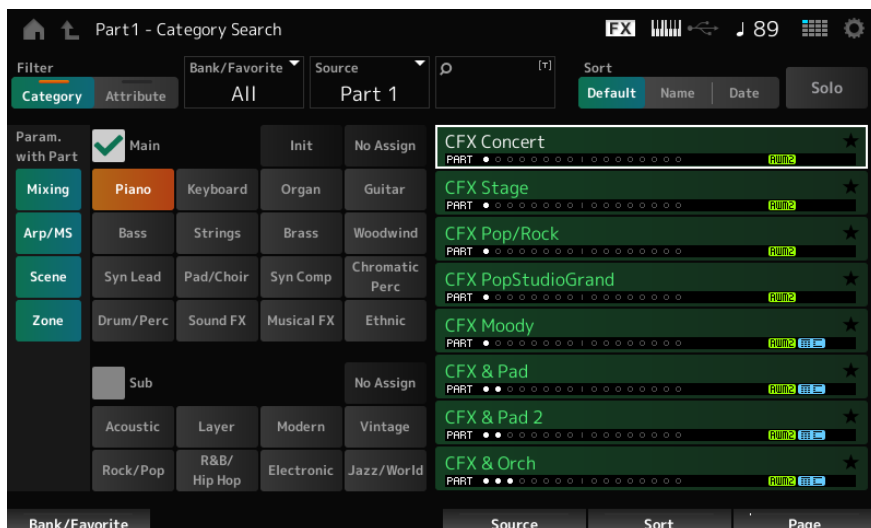 Part1 - Category Search FX ♩ 89
Filter Bank/Favorite Source [T] Sort
Category Attribute All Part 1 Default Name Date Solo
Param. with Part
Main Init No Assign
Mixing Piano Keyboard Organ Guitar
Arp/MS Bass Strings Brass Woodwind
Scene Syn Lead Pad/Choir Syn Comp Chromatic Perc
Zone Drum/Perc Sound FX Musical FX Ethnic
Sub No Assign
Acoustic Layer Modern Vintage
Rock/Pop R&B/ Hip Hop Electronic Jazz/World
CFX Concert
PART AWM2
CFX Stage
PART AWM2
CFX Pop/Rock
PART AWM2
CFX PopStudioGrand
PART AWM2
CFX Moody
PART AWM2
CFX & Pad
PART AWM2
CFX & Pad 2
PART AWM2
CFX & Orch
PART AWM2
Bank/Favorite Source Sort Page